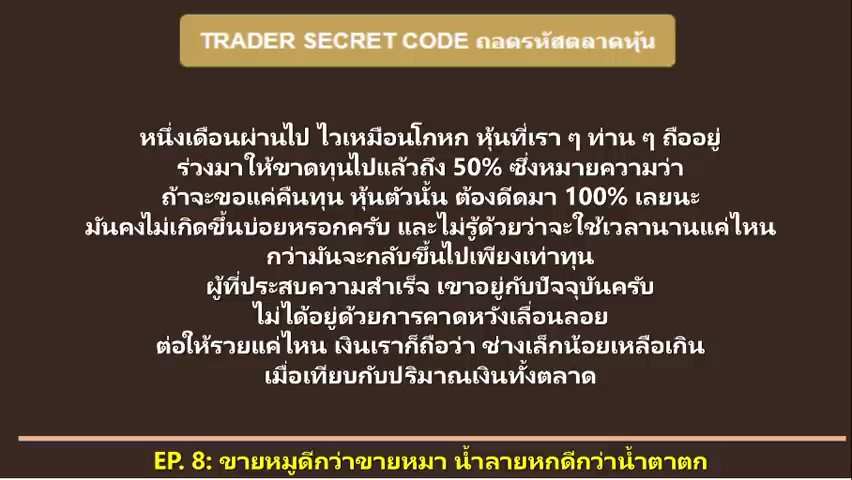 TRADER SECRET CODE ถอดรหัสตลาดหุ้น
หนึ่งเดือนผ่านไป ไวเหมือนโกหก หุ้นที่เรา ๆ ท่าน ๆ ถืออยู่
ร่วงมาให้ขาดทุนไปแล้วถึง 50% ซึ่งหมายความว่า
ถ้าจะขอแค่คืนทุน หุ้นตัวนั้น ต้องดีดมา 100% เลยนะ
มันคงไม่เกิดขึ้นบ่อยหรอกครับ และไม่รู้ด้วยว่าจะใช้เวลานานแค่ไหน
กว่ามันจะกลับขึ้นไปเพียงเท่าทุน
ผู้ที่ประสบความสำเร็จ เขาอยู่กับปัจจุบันครับ
ไม่ได้อยู่ด้วยการคาดหวังเลื่อนลอย
ต่อให้รวยแค่ไหน เงินเราก็ถือว่า ช่างเล็กน้อยเหลือเกิน
เมื่อเทียบกับปริมาณเงินทั้งตลาด
EP. 8: ขายหมูดีกว่าขายหมา น้ำลายหกดีกว่าน้ำตาตก